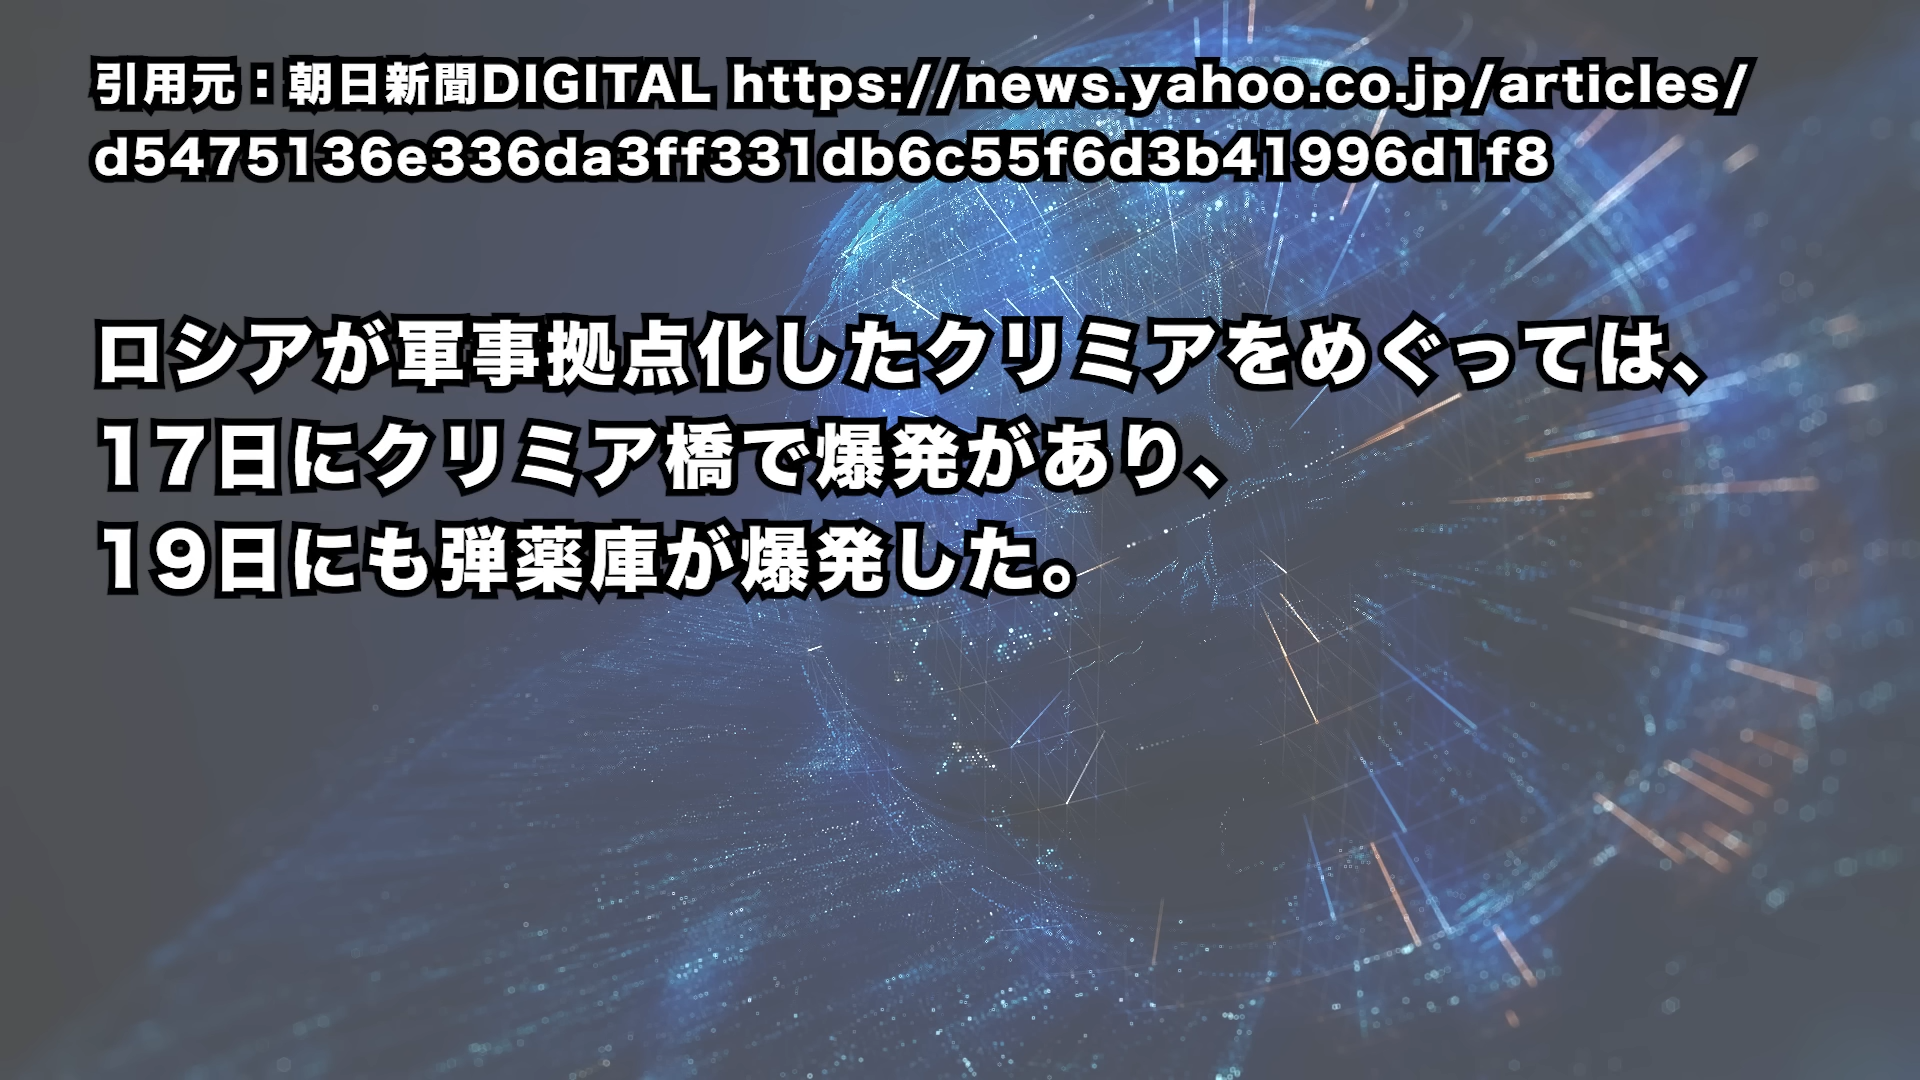 引用元：朝日新聞DIGITAL https://news.yahoo.co.jp/articles/
d5475136e336da3ff331db6c55f6d3b41996d1f8
ロシアが軍事拠点化したクリミアをめぐっては、
17日にクリミア橋で爆発があり、
19日にも弾薬庫が爆発した。